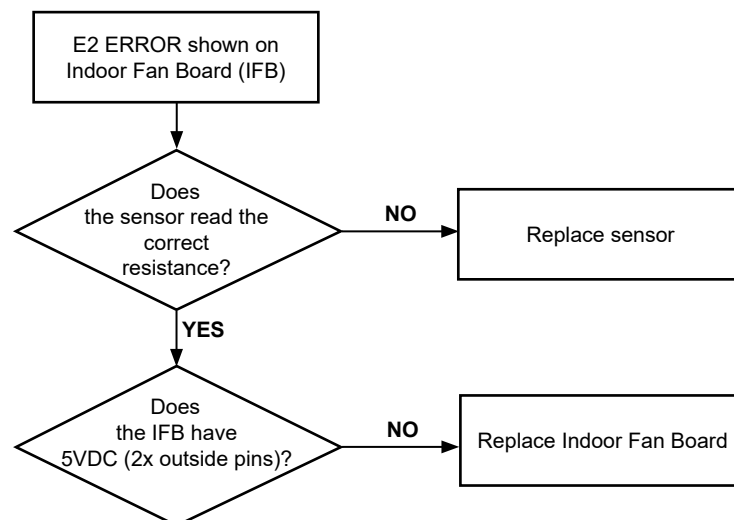 E2 ERROR shown on
Indoor Fan Board (IFB)
Does
the sensor read the
correct
resistance?
NO
Replace sensor
YES
Does
the IFB have
5VDC (2x outside pins)?
NO
Replace Indoor Fan Board